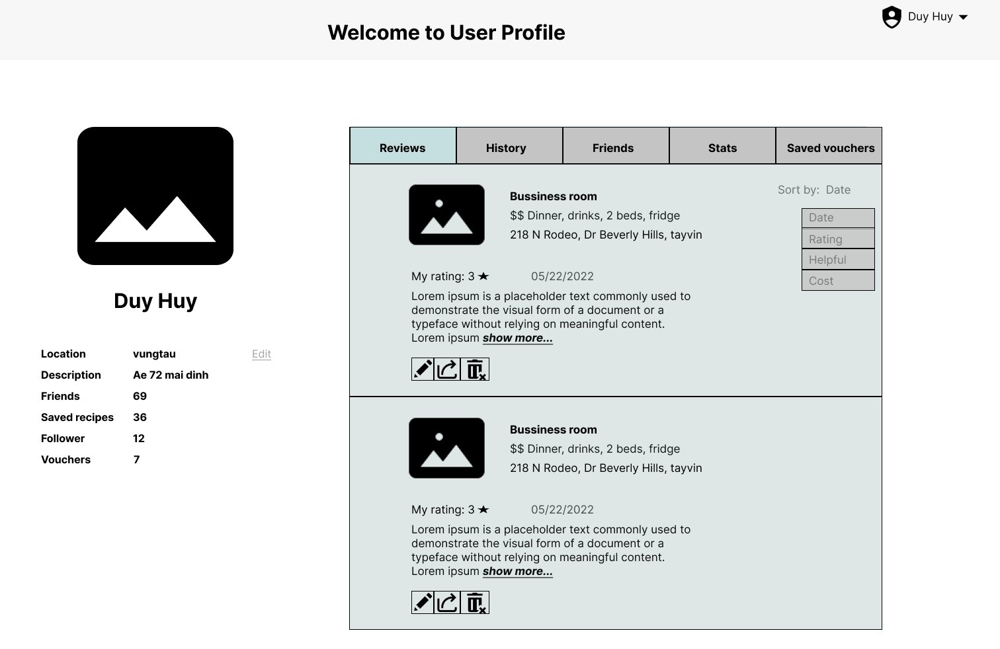 Welcome to User Profile
Duy Huy
Duy Huy
Location vungtau Edit
Description Ae 72 mai dinh
Friends 69
Saved recipes 36
Follower 12
Vouchers 7
Reviews History Friends Stats Saved vouchers
Sort by: Date
Date
Rating
Helpful
Cost
Bussiness room
$$ Dinner, drinks, 2 beds, fridge
218 N Rodeo, Dr Beverly Hills, tayvin
My rating: 3 ★ 05/22/2022
Lorem ipsum is a placeholder text commonly used to
demonstrate the visual form of a document or a
typeface without relying on meaningful content.
Lorem ipsum show more...
Bussiness room
$$ Dinner, drinks, 2 beds, fridge
218 N Rodeo, Dr Beverly Hills, tayvin
My rating: 3 ★ 05/22/2022
Lorem ipsum is a placeholder text commonly used to
demonstrate the visual form of a document or a
typeface without relying on meaningful content.
Lorem ipsum show more...